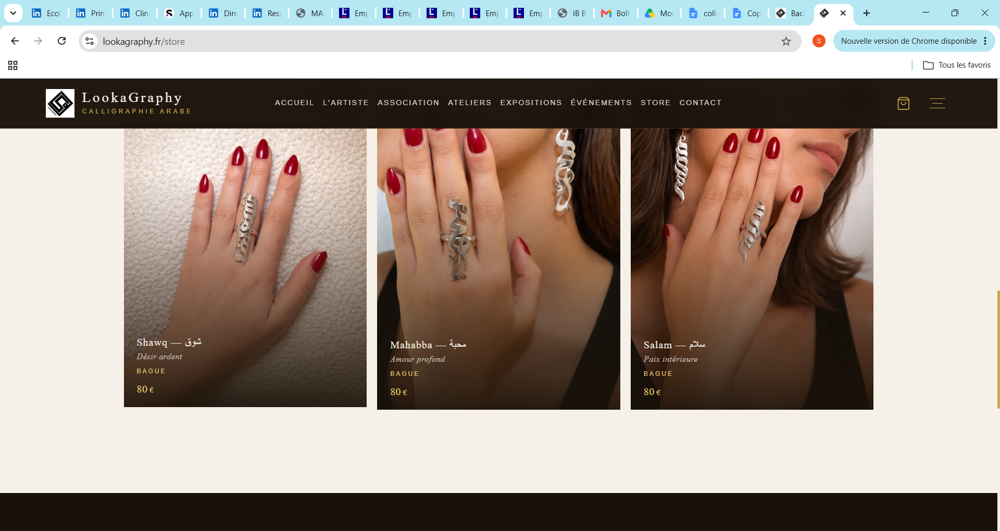 Ecol
Prin
Clin
App
Dire
Res
MA
Emp
Emp
Emp
Emp
Emp
IB B
Boît
Mon
coll
Cop
Bac
lookagraphy.fr/store
S
Nouvelle version de Chrome disponible
Tous les favoris
LookaGraphy
CALLIGRAPHIE ARABE
ACCUEIL
L'ARTISTE
ASSOCIATION
ATELIERS
EXPOSITIONS
ÉVÉNEMENTS
STORE
CONTACT
Shawq — شوق
Désir ardent
BAGUE
80 €
Mahabba — محبة
Amour profond
BAGUE
80 €
Salam — سلام
Paix intérieure
BAGUE
80 €